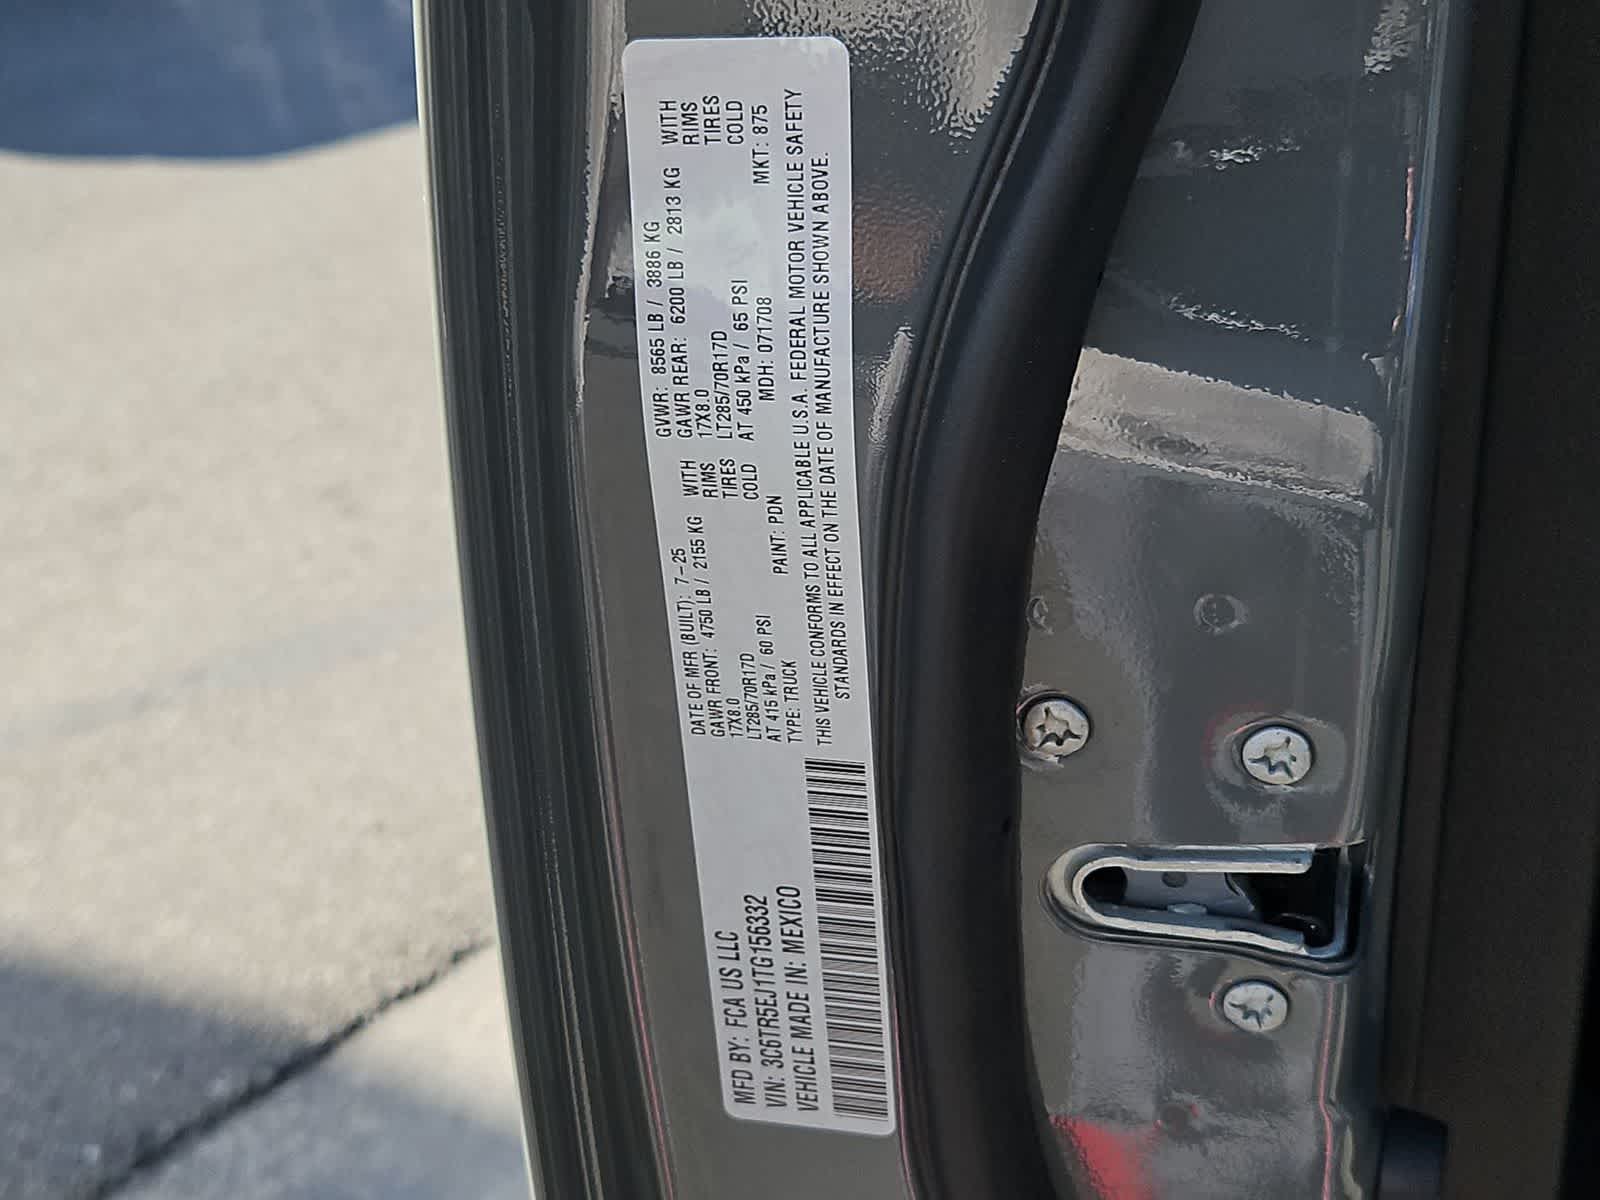 MFD BY: FCA US LLC
VIN: 3C6TR5EJ1TG156332
VEHICLE MADE IN: MEXICO
DATE OF MFR (BUILT): 7-25
GVWR: 8565 LB / 3886 KG
GAWR FRONT: 4750 LB / 2155 KG WITH
17X8.0 RIMS
LT285/70R17D TIRES
AT 415 kPa / 60 PSI COLD
GAWR REAR: 6200 LB / 2813 KG WITH
17X8.0 RIMS
LT285/70R17D TIRES
AT 450 kPa / 65 PSI COLD
TYPE: TRUCK PAINT: PDN MDH: 071708 MKT: 875
THIS VEHICLE CONFORMS TO ALL APPLICABLE U.S.A. FEDERAL MOTOR VEHICLE SAFETY
STANDARDS IN EFFECT ON THE DATE OF MANUFACTURE SHOWN ABOVE.